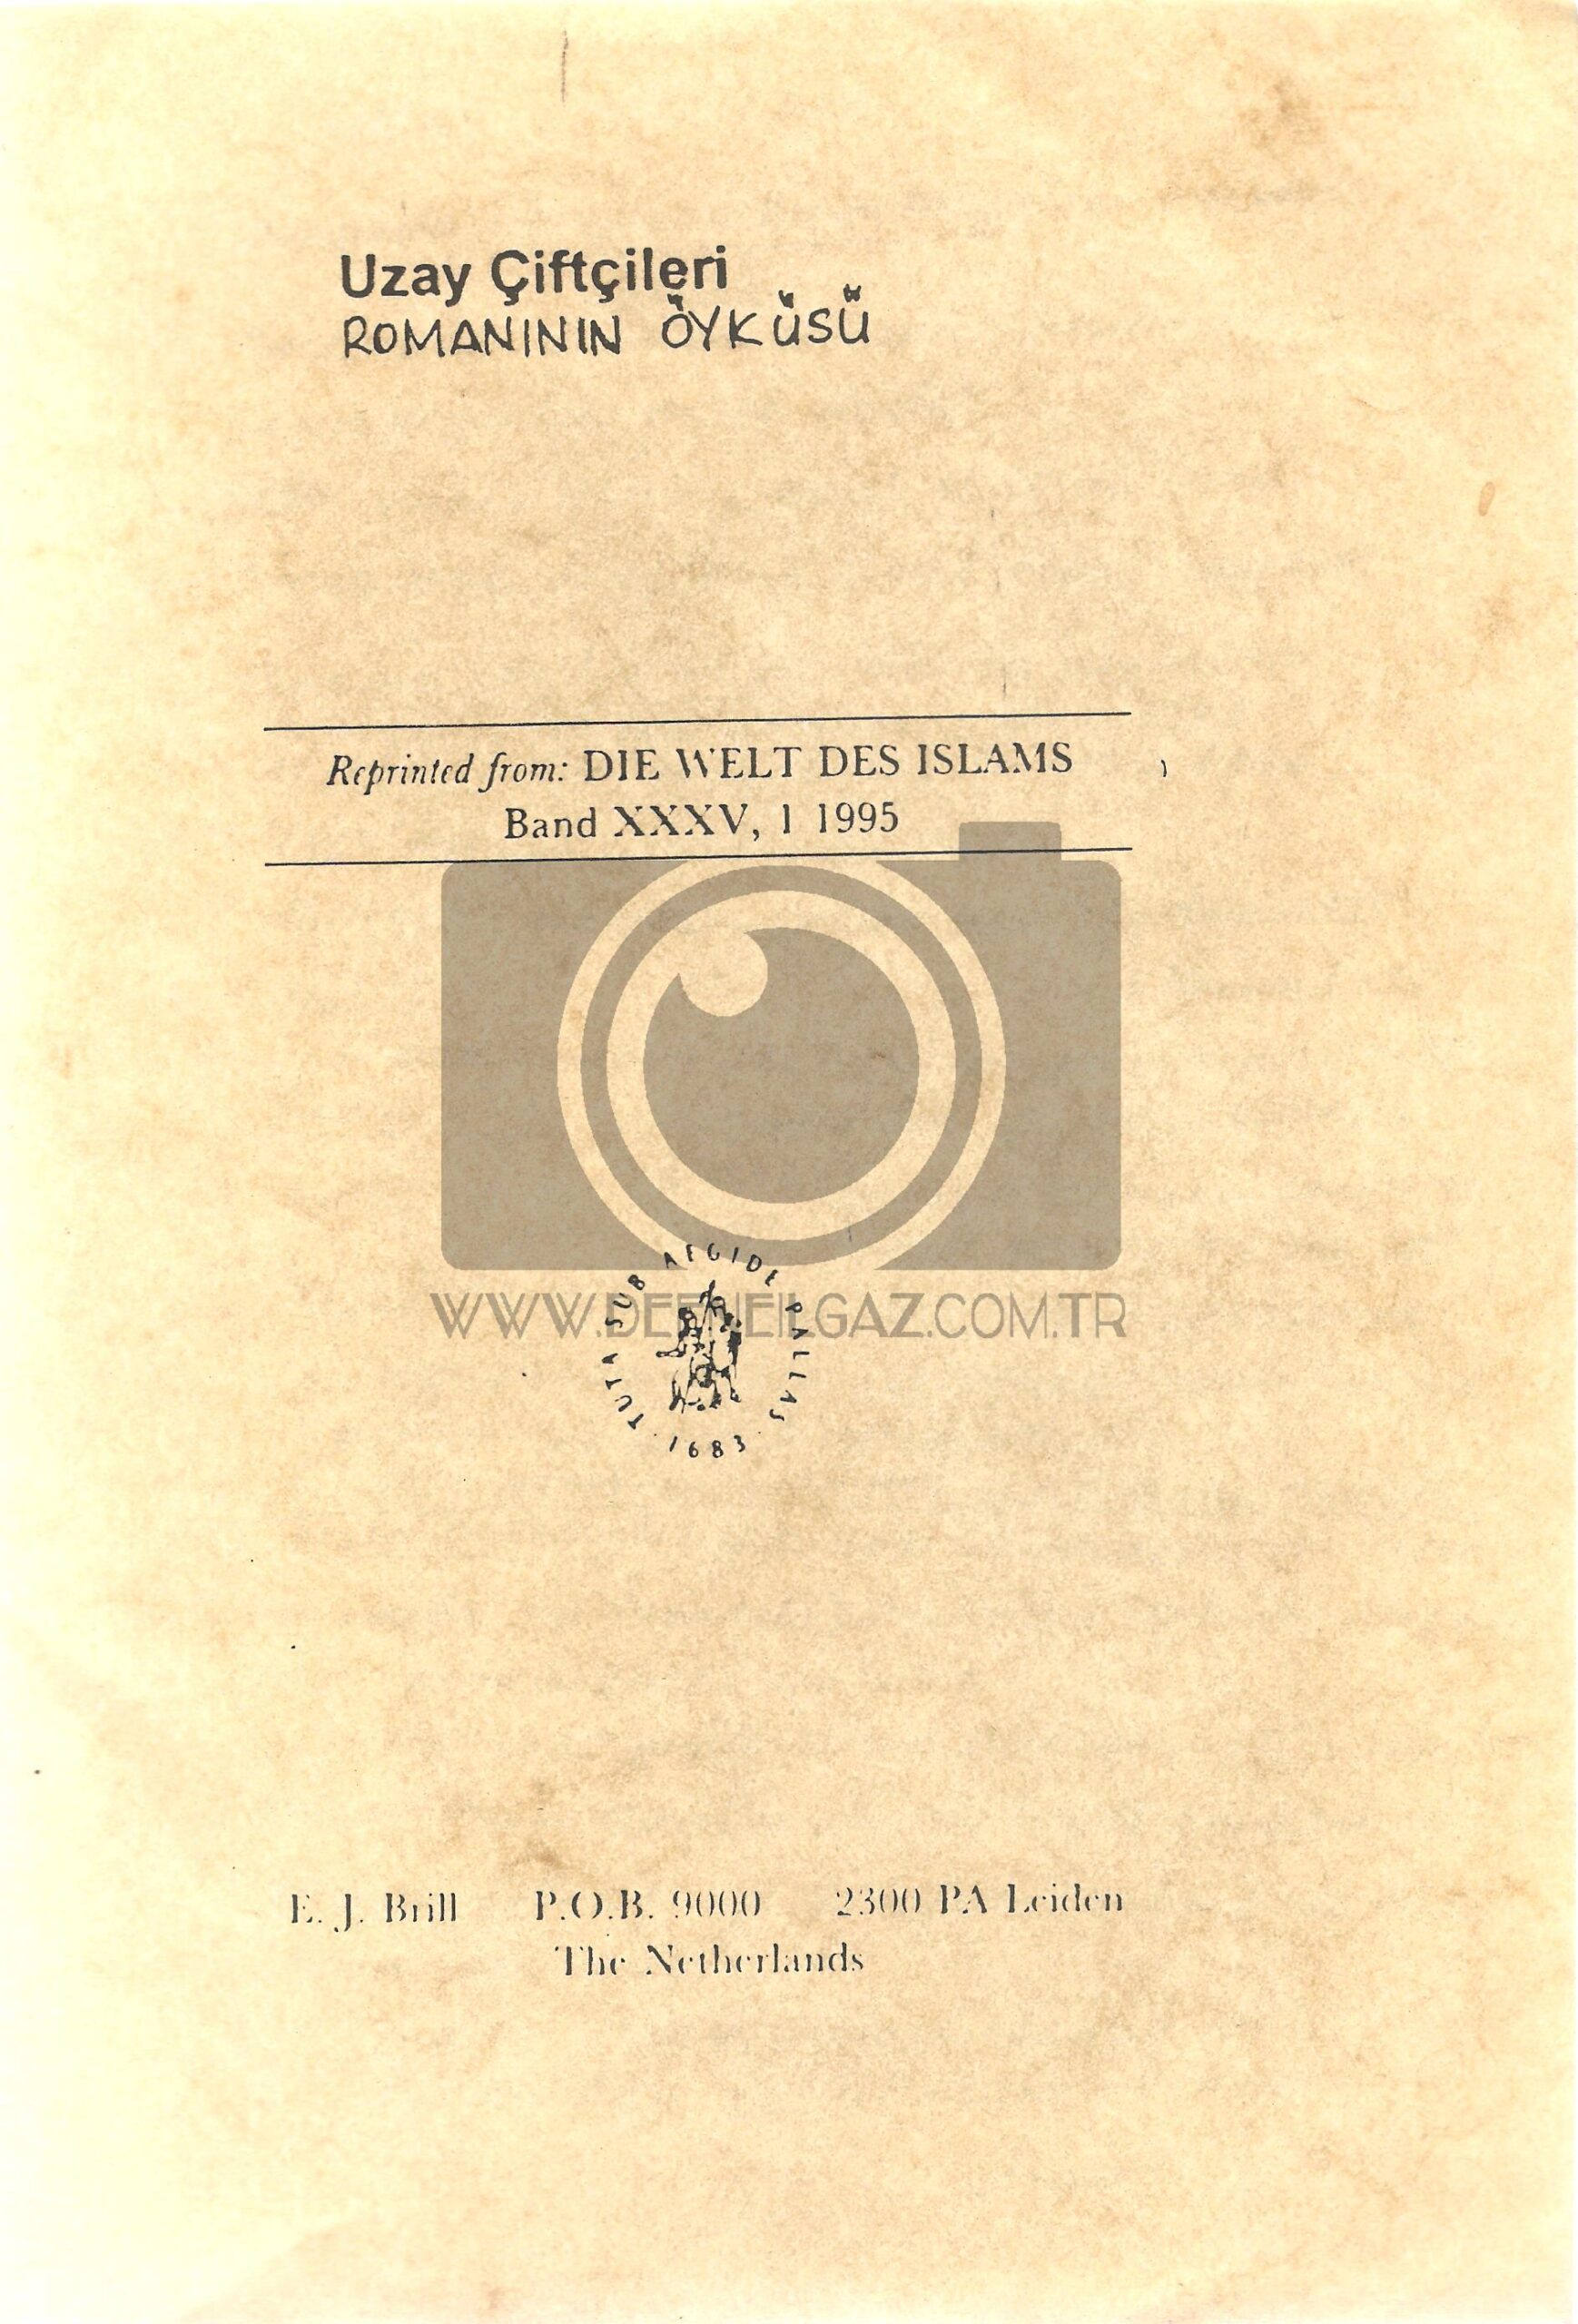 Uzay Çiftçileri
ROMANININ ÖYKÜSÜ
Reprinted from: DIE WELT DES ISLAMS
Band XXXV, 1 1995
TUTA SUB AEGIDE PALLAS
1683
WWW.DEFNEILGAZ.COM.TR
E. J. Brill P.O.B. 9000 2300 PA Leiden
The Netherlands